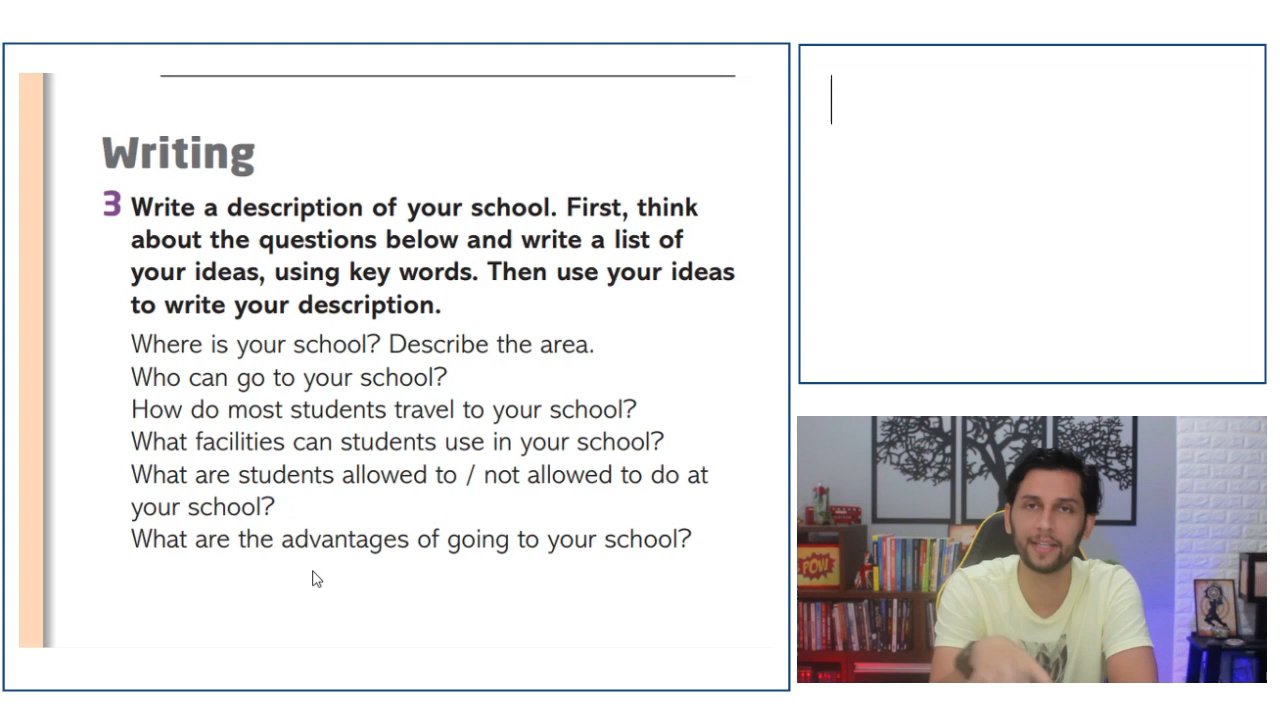 Writing
3 Write a description of your school. First, think
about the questions below and write a list of
your ideas, using key words. Then use your ideas
to write your description.
Where is your school? Describe the area.
Who can go to your school?
How do most students travel to your school?
What facilities can students use in your school?
What are students allowed to / not allowed to do at
your school?
What are the advantages of going to your school?
POW!